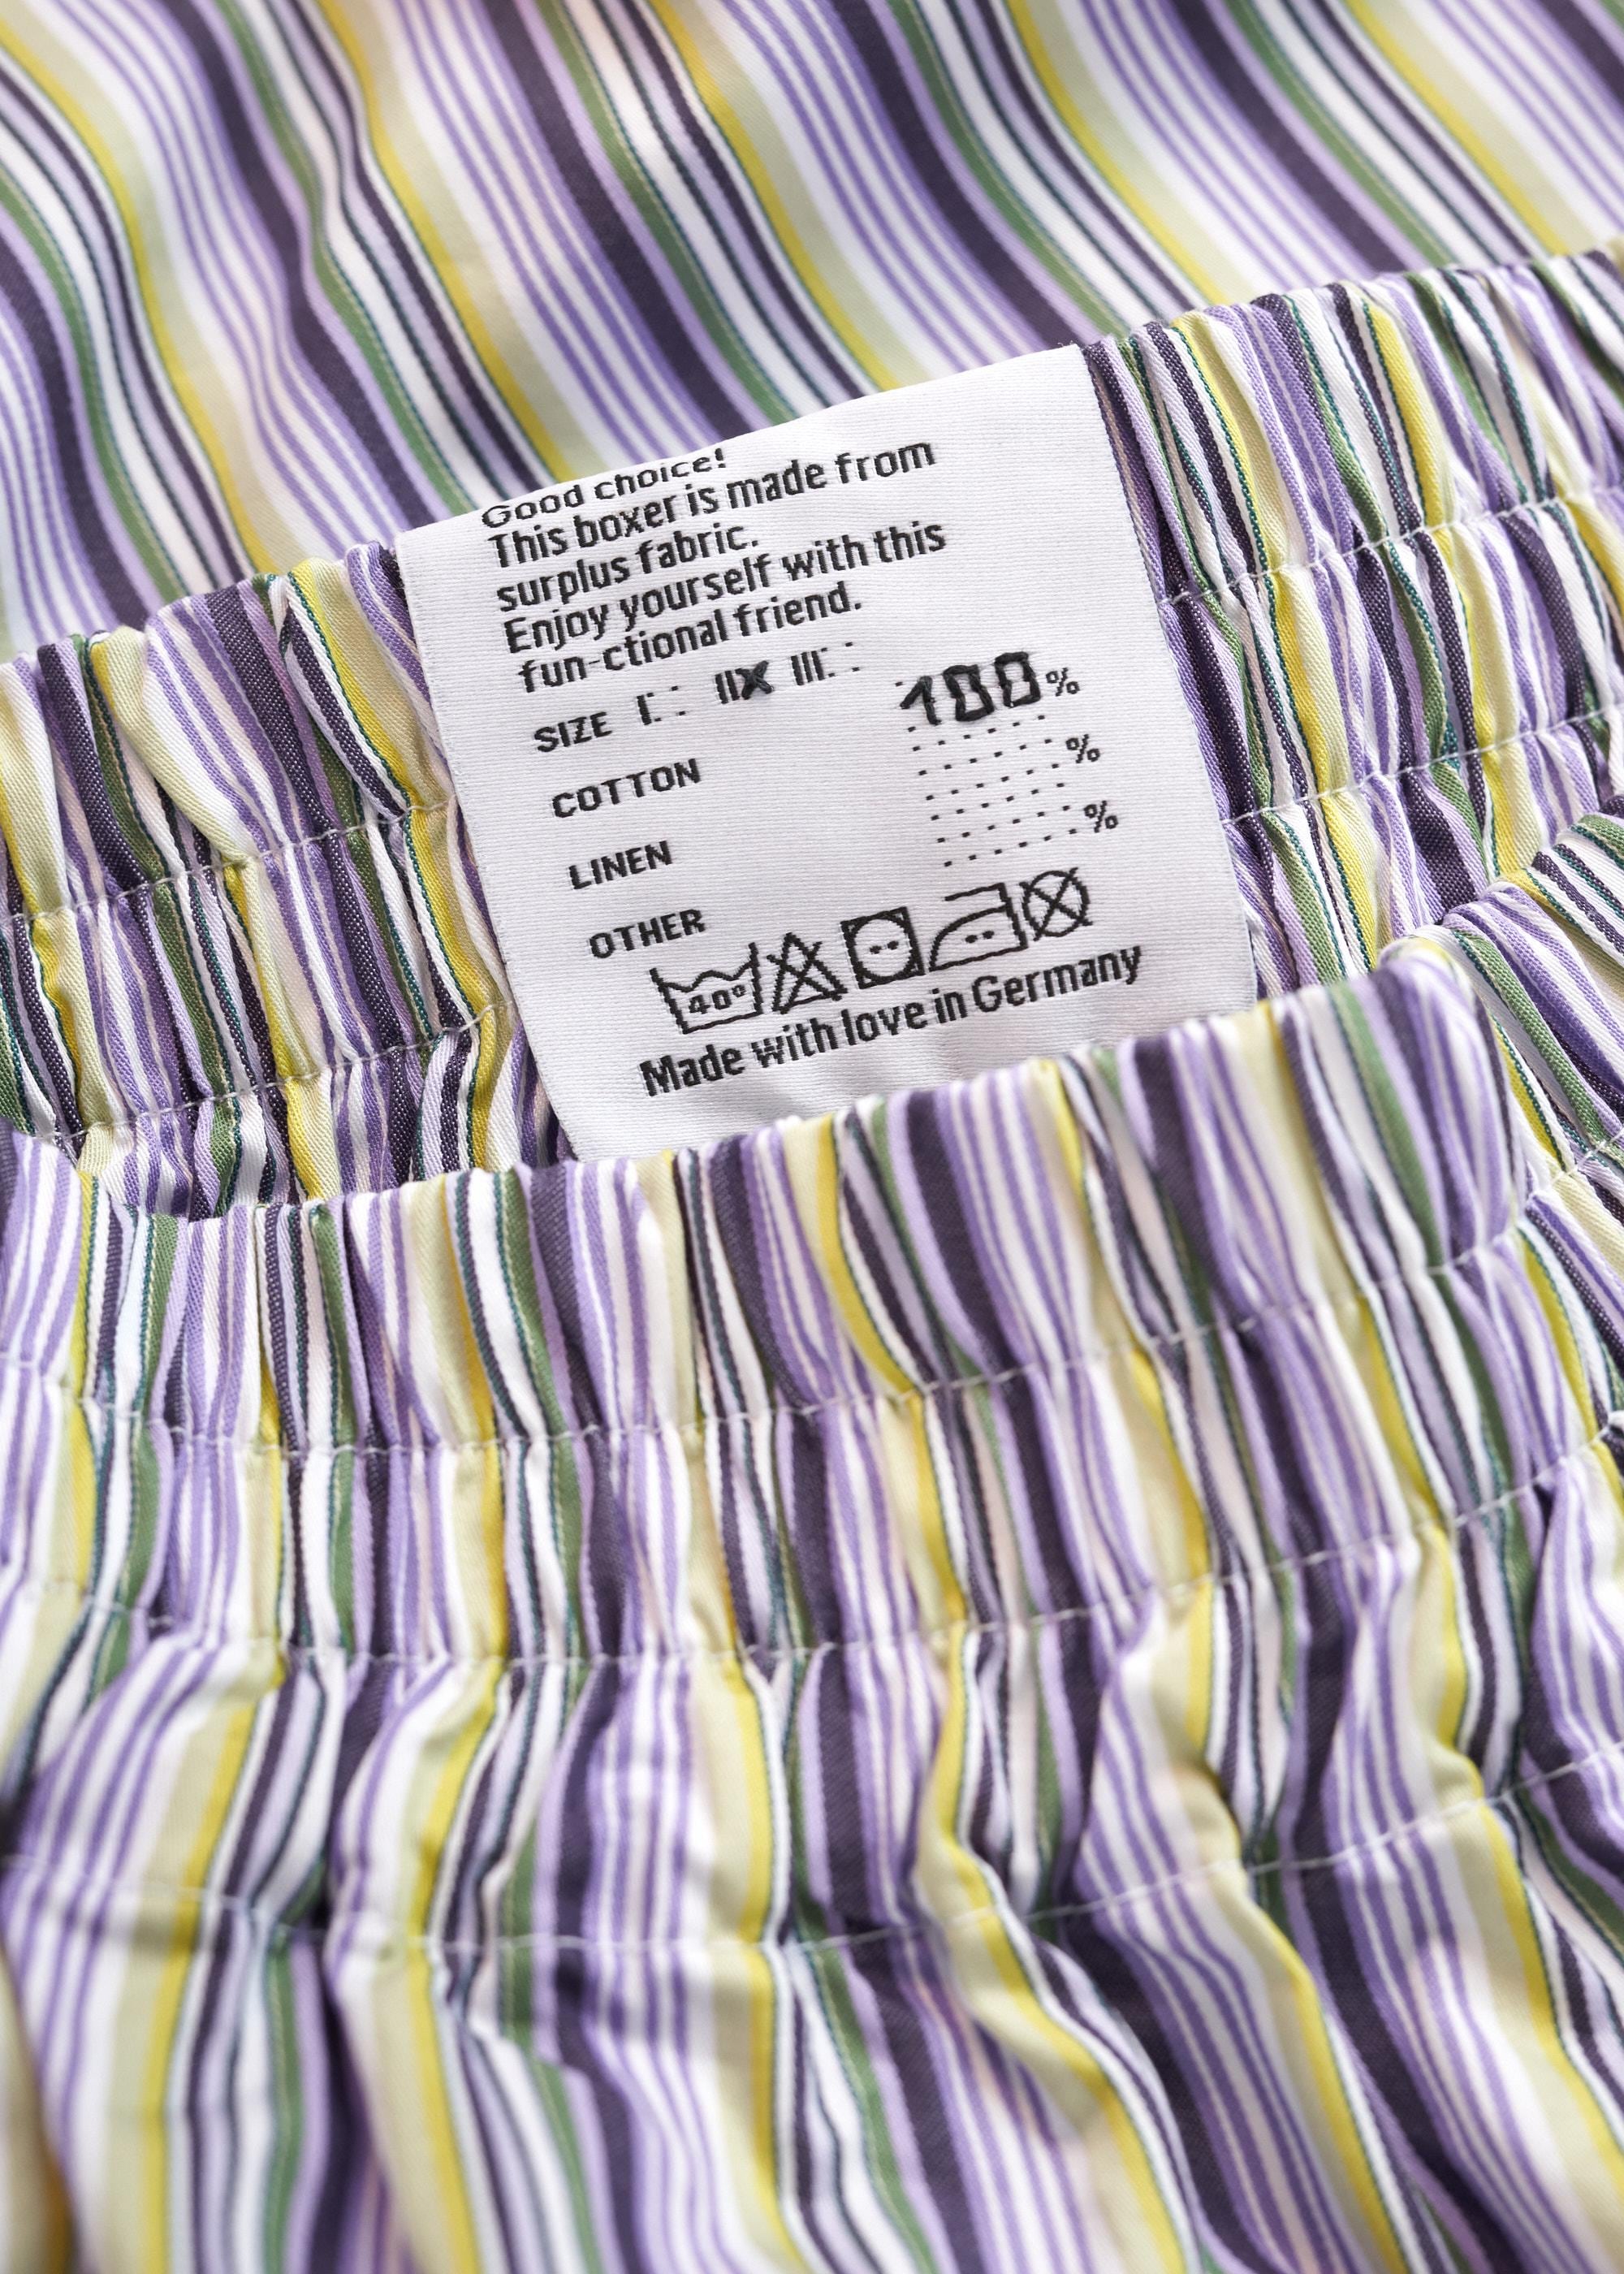 Good choice!
This boxer is made from
surplus fabric.
Enjoy yourself with this
fun-ctional friend.
SIZE I II X III
COTTON 100%
LINEN %
OTHER %
40°
Made with love in Germany